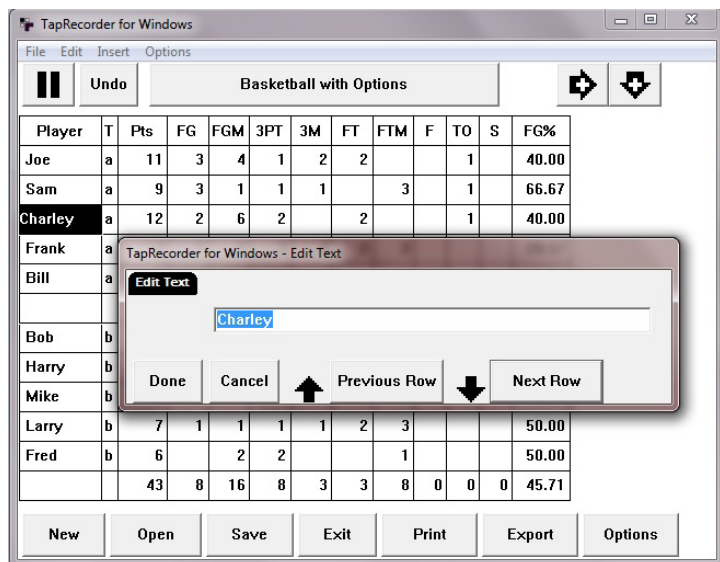 TapRecorder for Windows
File Edit Insert Options
Undo Basketball with Options
Player T Pts FG FGM 3PT 3M FT FTM F TO S FG%
Joe a 11 3 4 1 2 2 1 40.00
Sam a 9 3 1 1 1 3 1 66.67
Charley a 12 2 6 2 2 1 40.00
Frank a
TapRecorder for Windows - Edit Text
Bill a
Edit Text
Charley
Bob b
Harry b
Done Cancel Previous Row Next Row
Mike b
Larry b 7 1 1 1 1 2 3 50.00
Fred b 6 2 2 1 50.00
43 8 16 8 3 3 8 0 0 0 45.71
New Open Save Exit Print Export Options